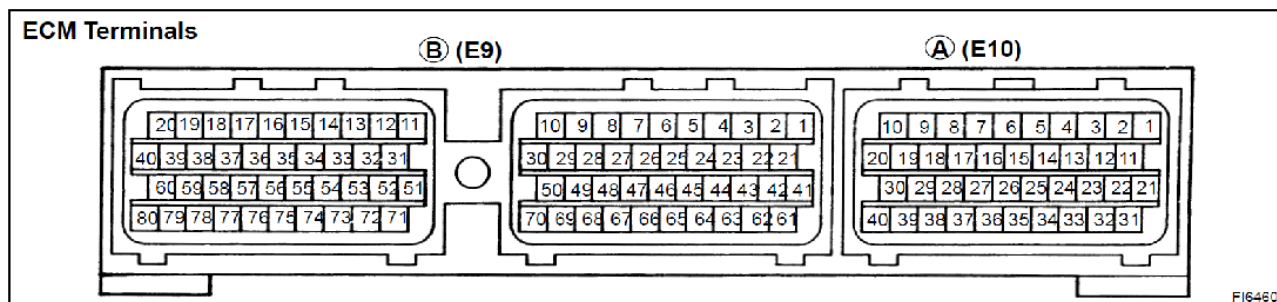 ECM Terminals
B (E9)
A (E10)
20 19 18 17 16 15 14 13 12 11
10 9 8 7 6 5 4 3 2 1
10 9 8 7 6 5 4 3 2 1
40 39 38 37 36 35 34 33 32 31
30 29 28 27 26 25 24 23 22 21
20 19 18 17 16 15 14 13 12 11
60 59 58 57 56 55 54 53 52 51
50 49 48 47 46 45 44 43 42 41
30 29 28 27 26 25 24 23 22 21
80 79 78 77 76 75 74 73 72 71
70 69 68 67 66 65 64 63 62 61
40 39 38 37 36 35 34 33 32 31
FI6460